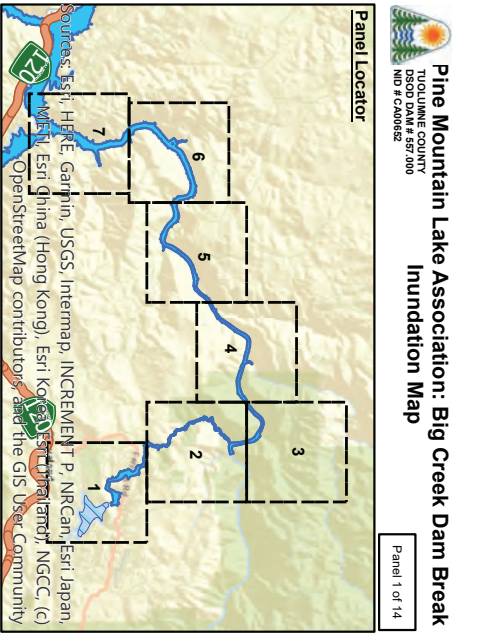 Pine Mountain Lake Association: Big Creek Dam Break
Inundation Map
TUOLUMNE COUNTY
DSOD DAM # 557.000
NID # CA00652
Panel 1 of 14
Panel Locator
3
6
5
4
2
7
1
120
120
Sources: Esri, HERE, Garmin, USGS, Intermap, INCREMENT P, NRCan, Esri Japan,
METI, Esri China (Hong Kong), Esri Korea, Esri (Thailand), NGCC, (c)
OpenStreetMap contributors, and the GIS User Community